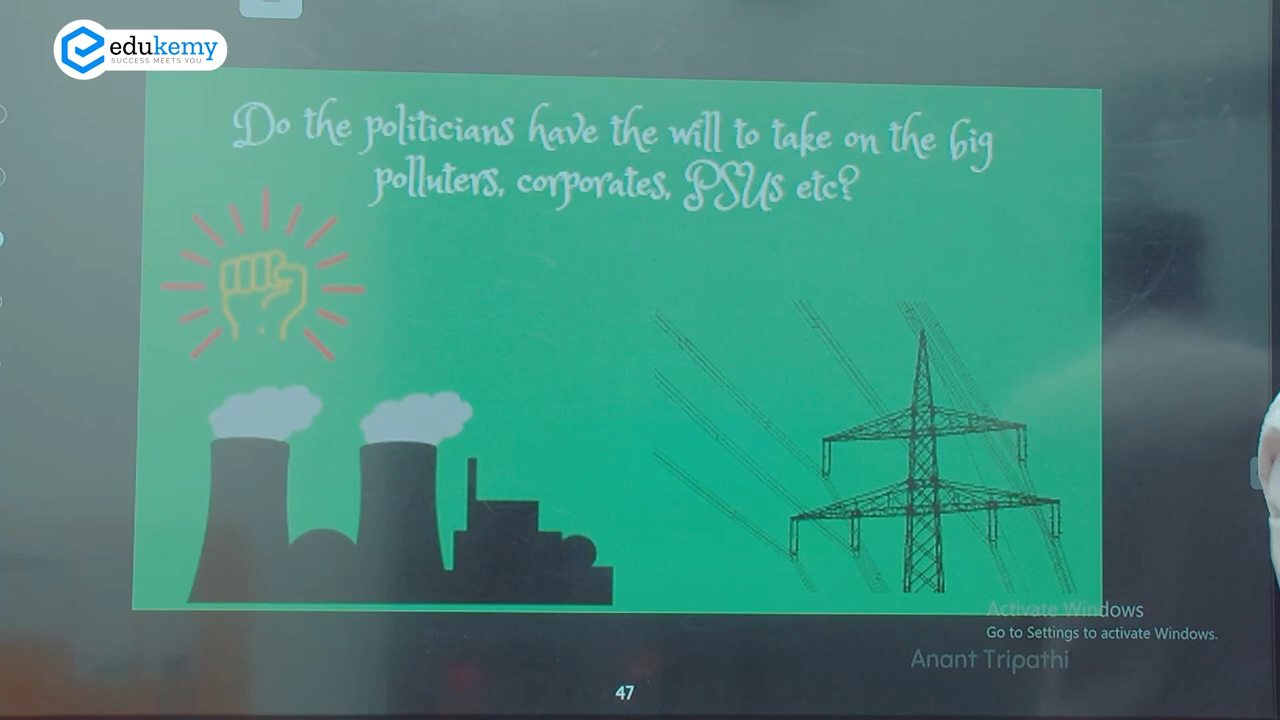 edukemy
SUCCESS MEETS YOU
Do the politicians have the will to take on the big
polluters, corporates, PSUs etc?
Activate Windows
Go to Settings to activate Windows.
Anant Tripathi
47